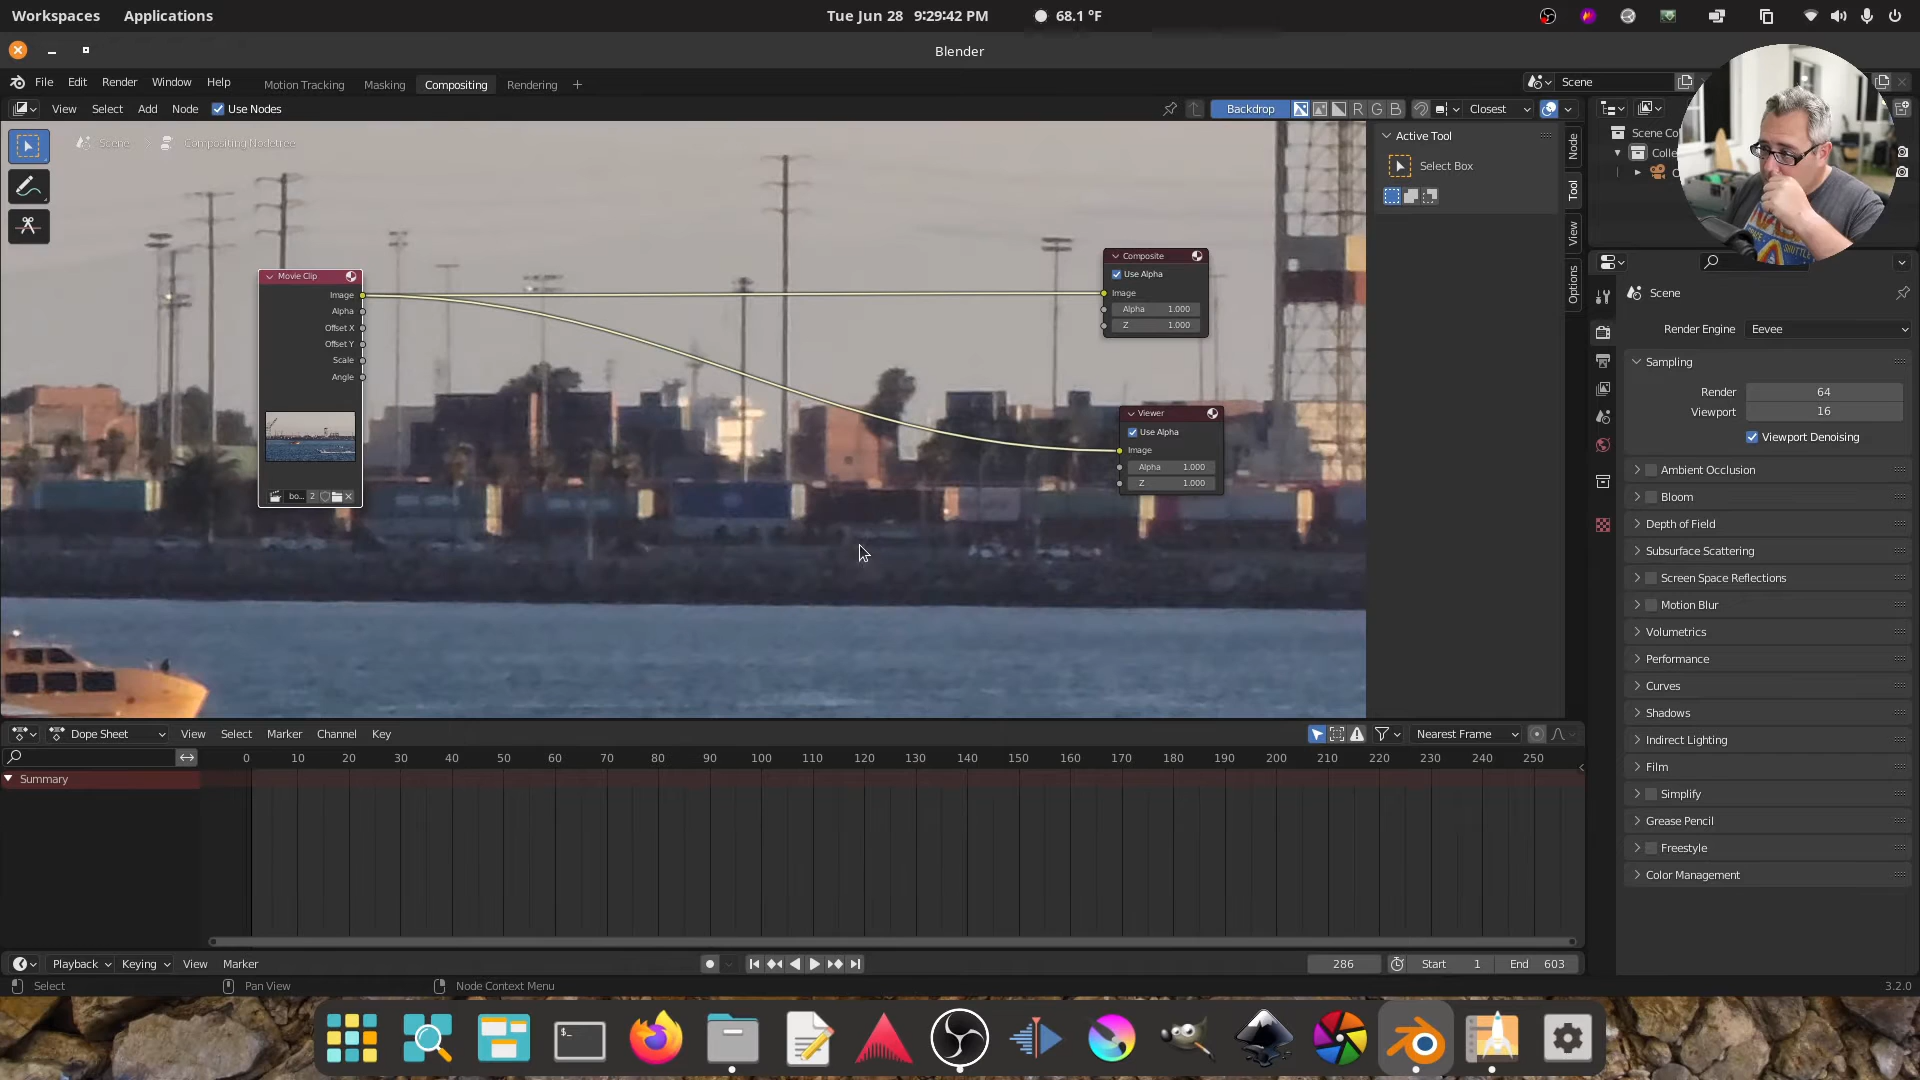 Workspaces Applications Tue Jun 28 9:29:42 PM 68.1 °F
Blender
File Edit Render Window Help Motion Tracking Masking Compositing Rendering + Scene
View Select Add Node Use Nodes Backdrop R G B Closest
Scene Compositing Nodetree
Active Tool
Select Box
Node
Tool
View
Options
Scene Co
Colle
Movie Clip
Image
Alpha
Offset X
Offset Y
Scale
Angle
bo... 2
Composite
Use Alpha
Image
Alpha 1.000
Z 1.000
Viewer
Use Alpha
Image
Alpha 1.000
Z 1.000
Scene
Render Engine Eevee
Sampling
Render 64
Viewport 16
Viewport Denoising
Ambient Occlusion
Bloom
Depth of Field
Subsurface Scattering
Screen Space Reflections
Motion Blur
Volumetrics
Performance
Curves
Shadows
Indirect Lighting
Film
Simplify
Grease Pencil
Freestyle
Color Management
Dope Sheet View Select Marker Channel Key Nearest Frame
0 10 20 30 40 50 60 70 80 90 100 110 120 130 140 150 160 170 180 190 200 210 220 230 240 250
Summary
Playback Keying View Marker 286 Start 1 End 603
Select Pan View Node Context Menu 3.2.0
$_